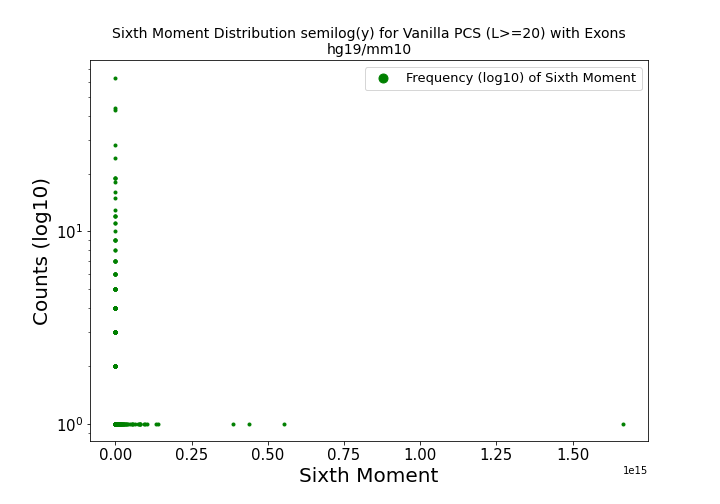 Sixth Moment Distribution semilog(y) for Vanilla PCS (L>=20) with Exons
hg19/mm10
Frequency (log10) of Sixth Moment
Counts (log10)
10^1
10^0
0.00 0.25 0.50 0.75 1.00 1.25 1.50
1e15
Sixth Moment